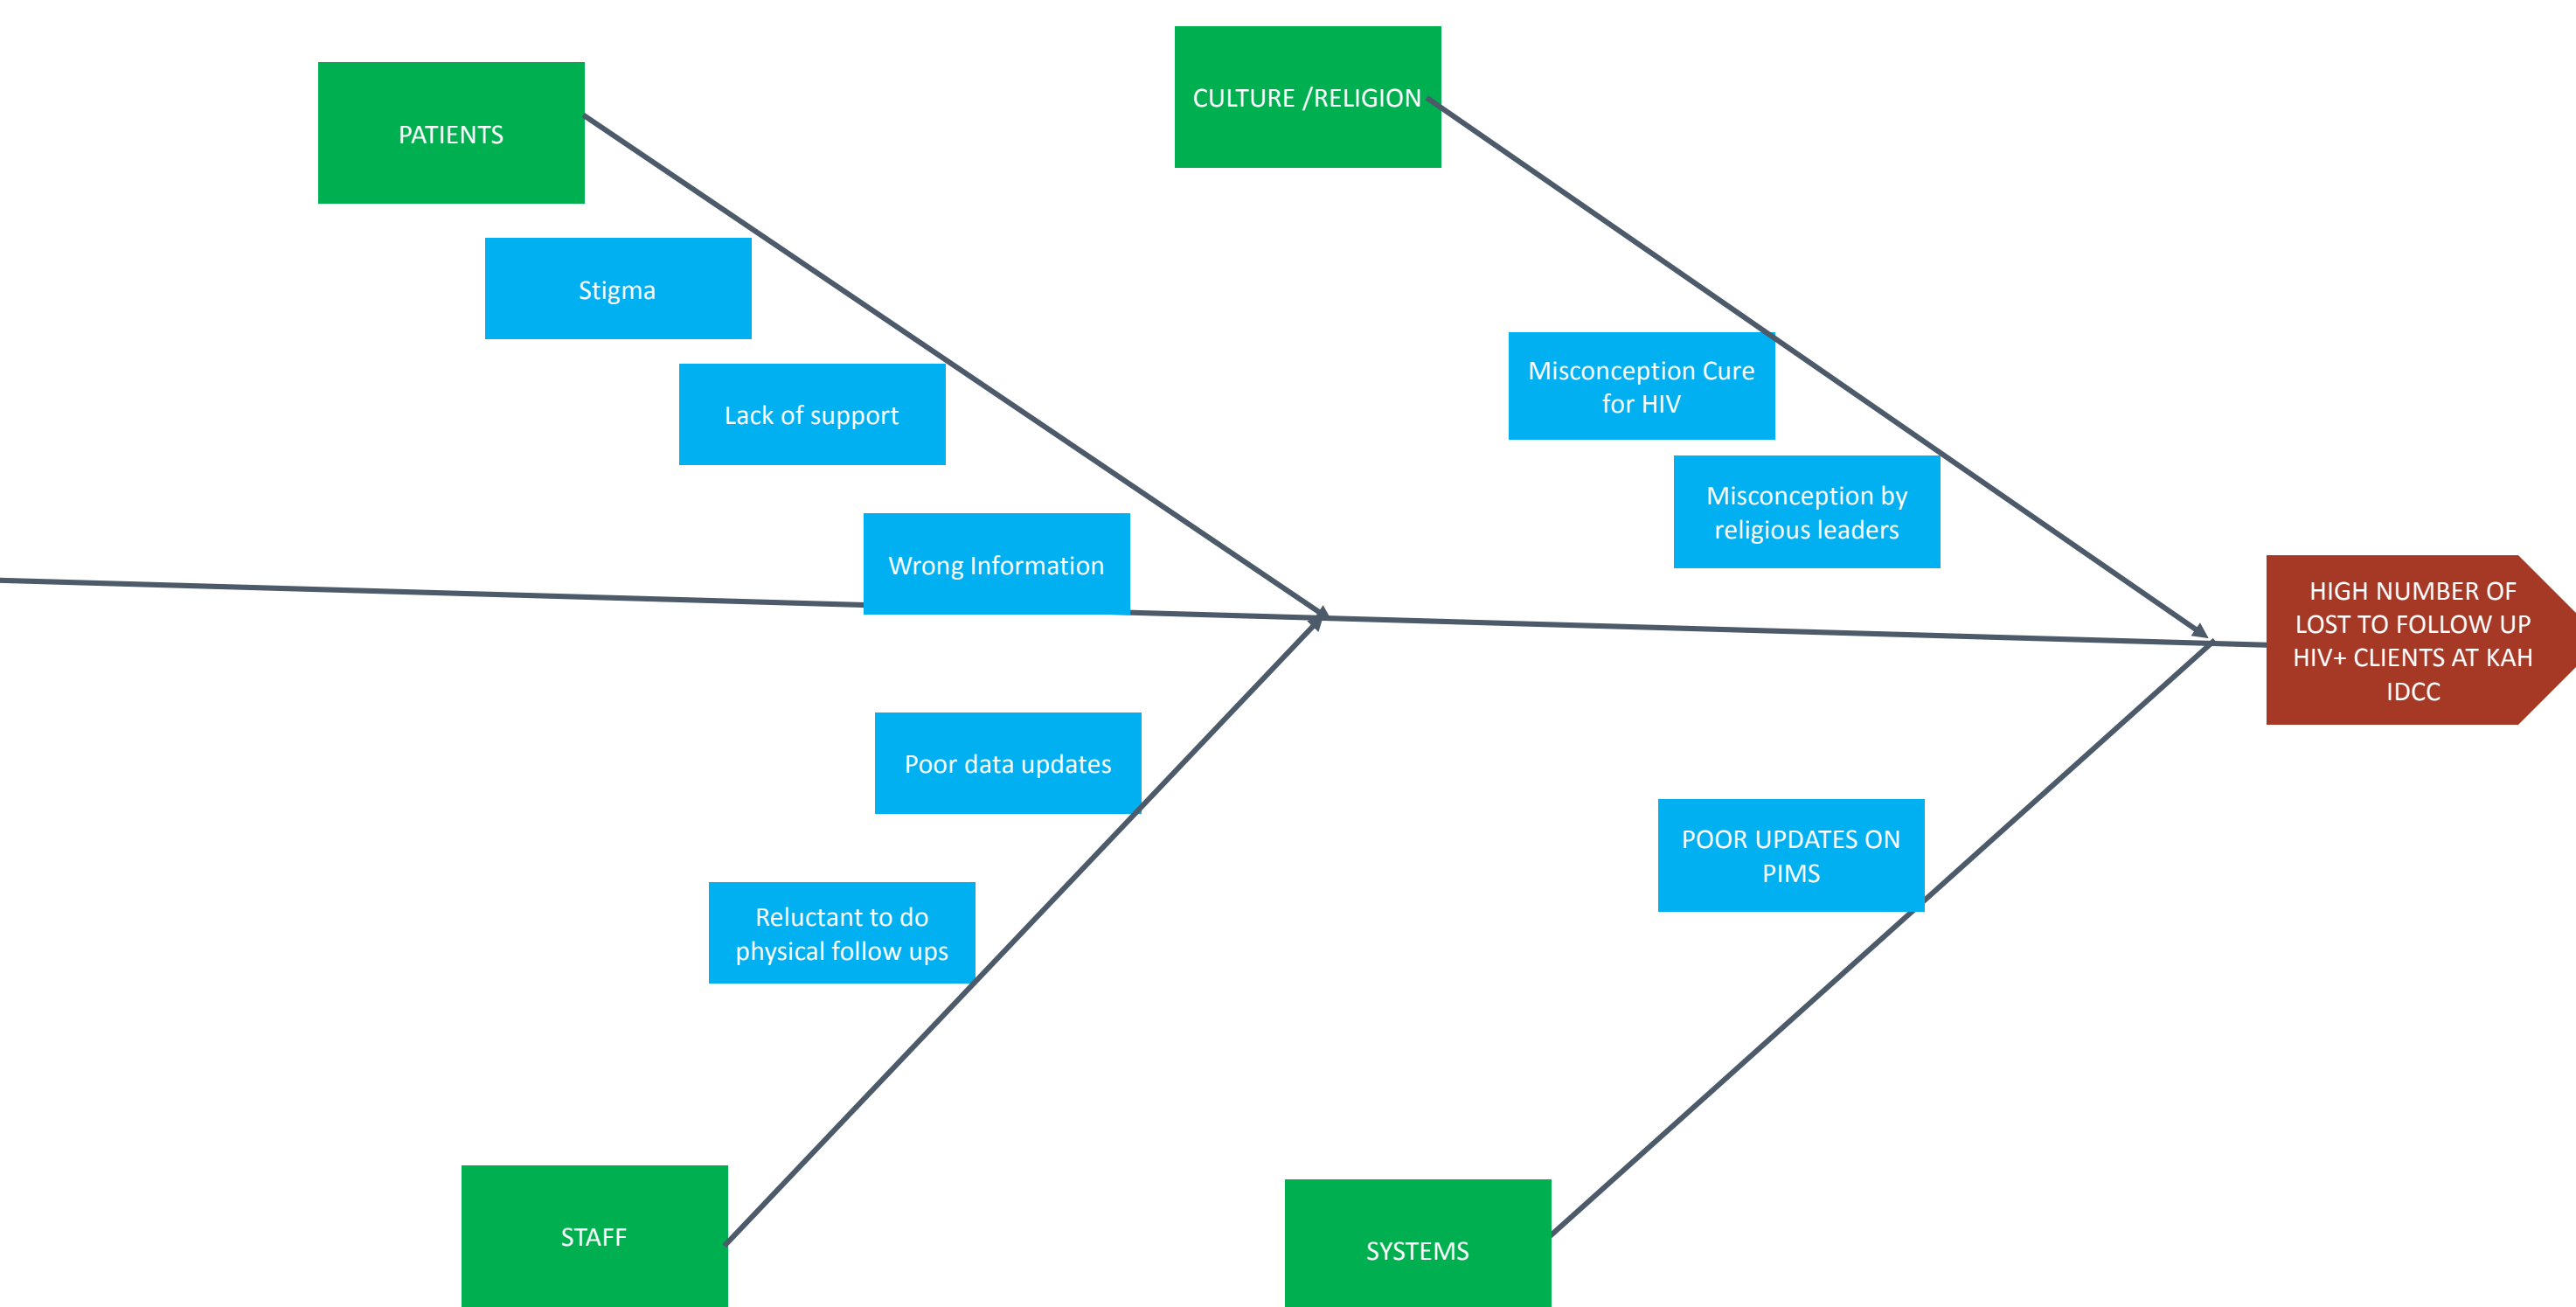 PATIENTS
CULTURE /RELIGION
Stigma
Lack of support
Wrong Information
Misconception Cure
for HIV
Misconception by
religious leaders
HIGH NUMBER OF
LOST TO FOLLOW UP
HIV+ CLIENTS AT KAH
IDCC
Poor data updates
Reluctant to do
physical follow ups
POOR UPDATES ON
PIMS
STAFF
SYSTEMS